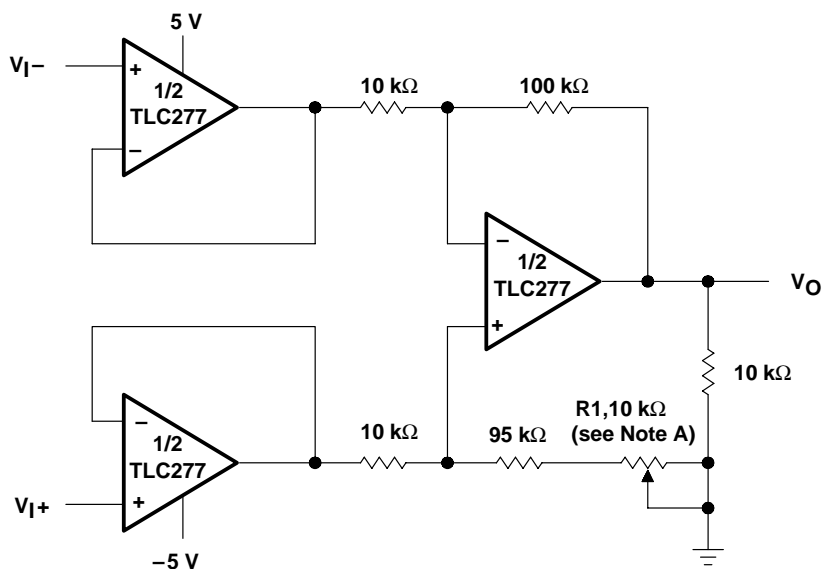 5 V
VI−
+
1/2
TLC277
−
10 kΩ
100 kΩ
−
1/2
TLC277
+
VO
10 kΩ
R1,10 kΩ
(see Note A)
−
1/2
TLC277
+
10 kΩ
95 kΩ
VI+
−5 V